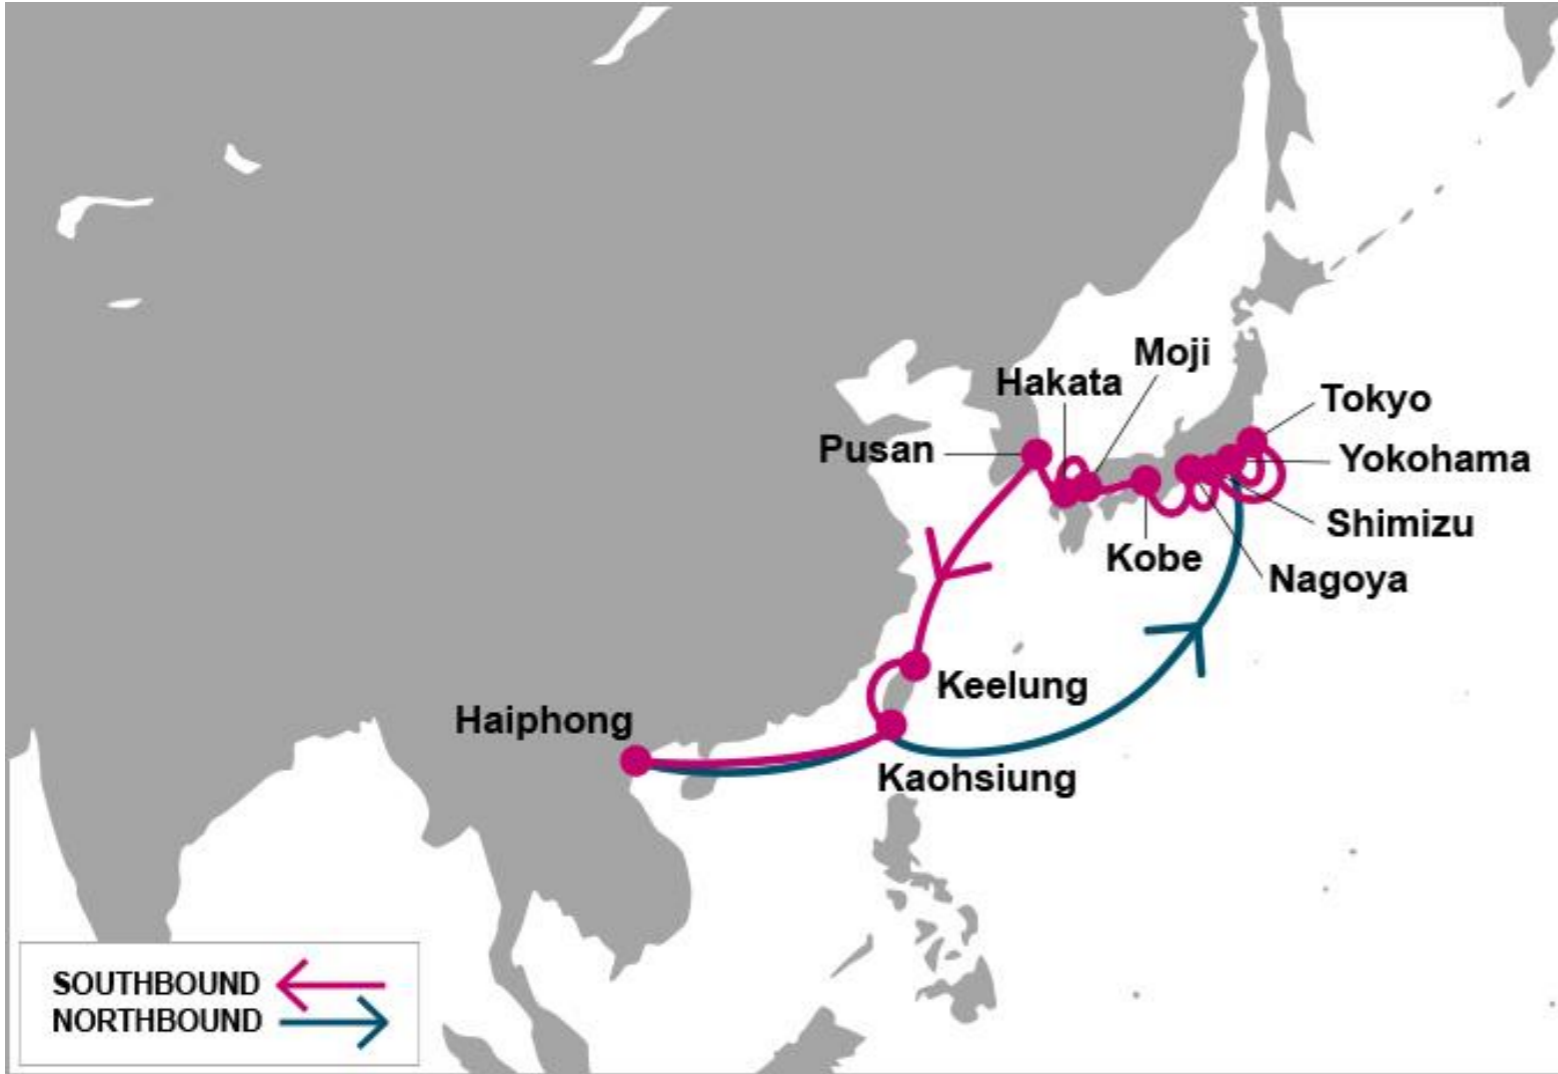 Moji
Hakata
Tokyo
Pusan
Yokohama
Shimizu
Kobe
Nagoya
Keelung
Haiphong
Kaohsiung
SOUTHBOUND
NORTHBOUND